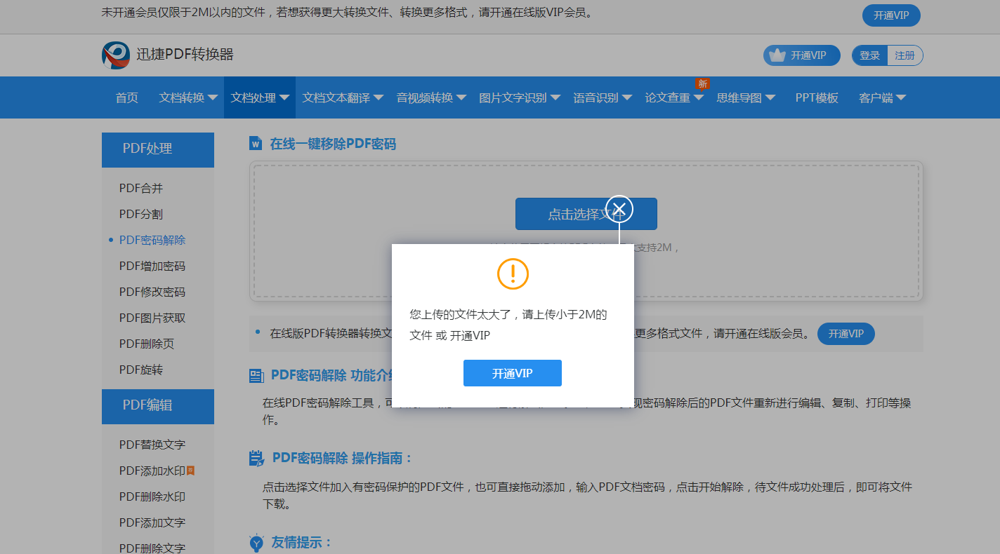 未开通会员仅限于2M以内的文件，若想获得更大转换文件、转换更多格式，请开通在线版VIP会员。
开通VIP
迅捷PDF转换器
开通VIP
登录
注册
首页
文档转换
文档处理
文档文本翻译
音视频转换
图片文字识别
语音识别
论文查重
新
思维导图
PPT模板
客户端
PDF处理
PDF合并
PDF分割
PDF密码解除
PDF增加密码
PDF修改密码
PDF图片获取
PDF删除页
PDF旋转
PDF编辑
PDF替换文字
PDF添加水印
PDF删除水印
PDF添加文字
PDF删除文字
在线一键移除PDF密码
点击选择文件
支持2M，
您上传的文件太大了，请上传小于2M的
文件 或 开通VIP
开通VIP
在线版PDF转换器转换文
更多格式文件，请开通在线版会员。
开通VIP
PDF密码解除 功能介
在线PDF密码解除工具，可
现密码解除后的PDF文件重新进行编辑、复制、打印等操
作。
PDF密码解除 操作指南：
点击选择文件加入有密码保护的PDF文件，也可直接拖动添加，输入PDF文档密码，点击开始解除，待文件成功处理后，即可将文件
下载。
友情提示：